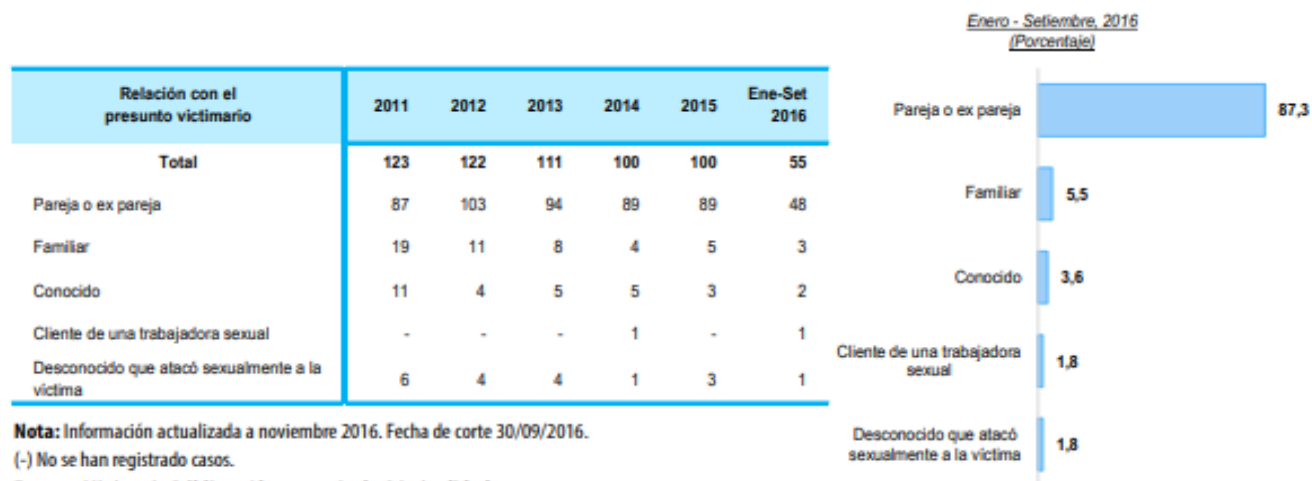 Enero - Setiembre, 2016
(Porcentaje)
Relación con el
presunto victimario
2011 2012 2013 2014 2015 Ene-Set
2016
Total 123 122 111 100 100 55
Pareja o ex pareja 87 103 94 89 89 48
Familiar 19 11 8 4 5 3
Conocido 11 4 5 5 3 2
Cliente de una trabajadora sexual - - - 1 - 1
Desconocido que atacó sexualmente a la
víctima
6 4 4 1 3 1
Nota: Información actualizada a noviembre 2016. Fecha de corte 30/09/2016.
(-) No se han registrado casos.
Pareja o ex pareja 87,3
Familiar 5,5
Conocido 3,6
Cliente de una trabajadora
sexual
1,8
Desconocido que atacó
sexualmente a la víctima
1,8